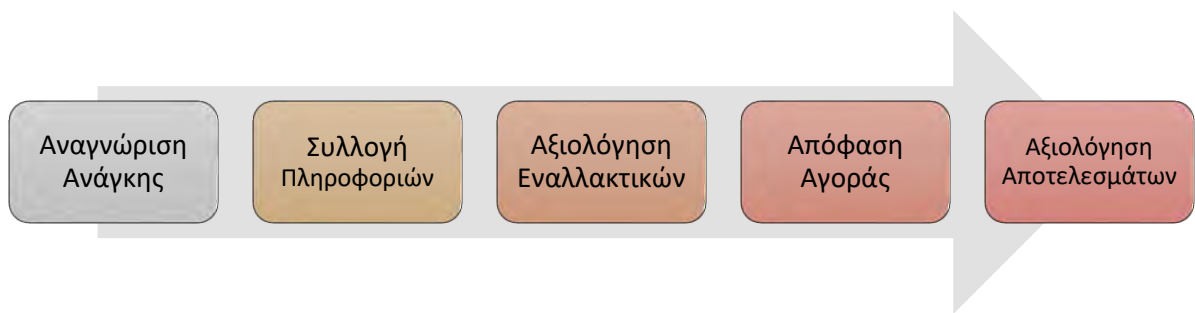 Αναγνώριση
Ανάγκης
Συλλογή
Πληροφοριών
Αξιολόγηση
Εναλλακτικών
Απόφαση
Αγοράς
Αξιολόγηση
Αποτελεσμάτων